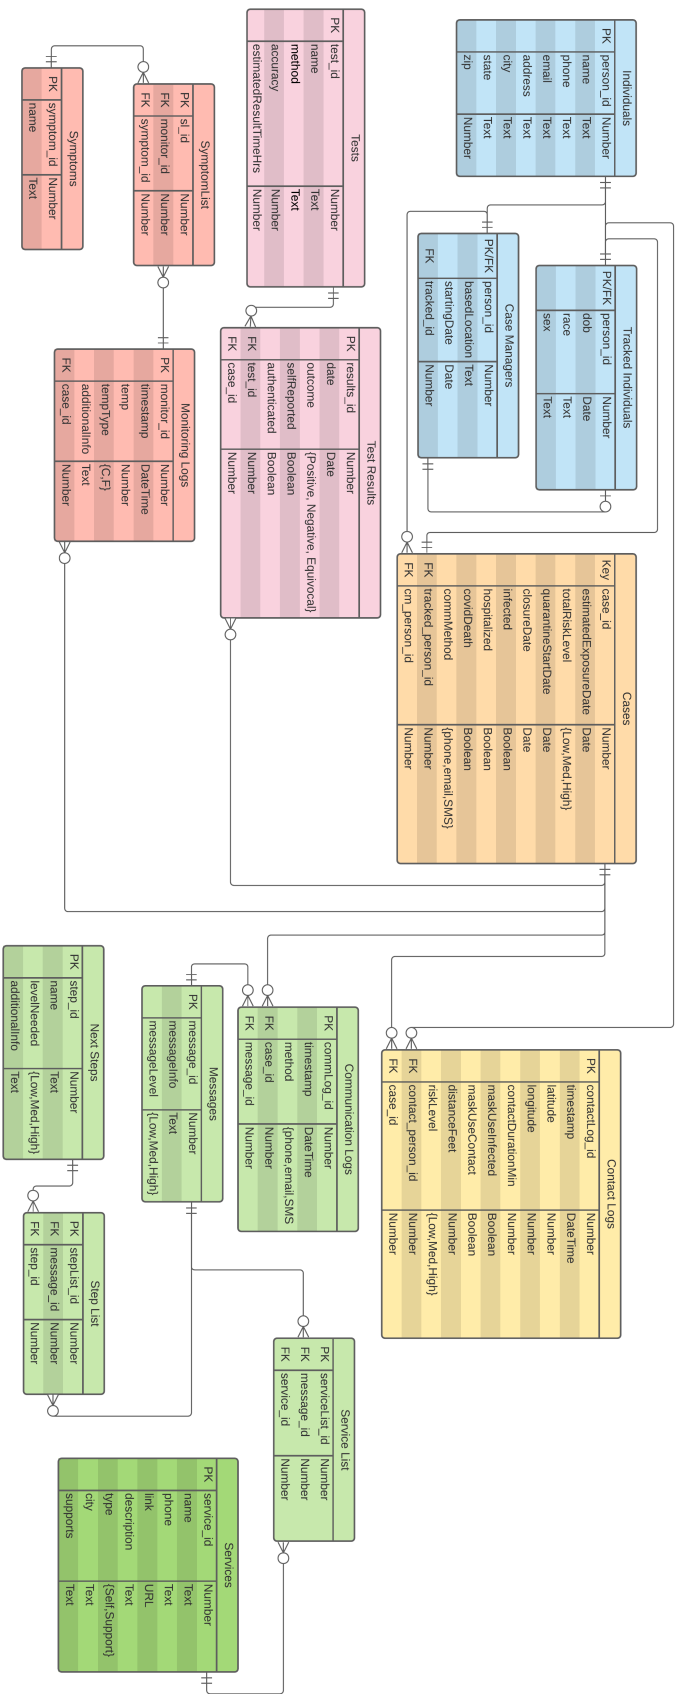 Individuals
PK person_id Number
name Text
phone Text
email Text
address Text
city Text
state Text
zip Number
Tracked Individuals
PK/FK person_id Number
dob Date
race Text
sex Text
Case Managers
PK/FK person_id Number
basedLocation Text
startingDate Date
FK tracked_id Number
Cases
Key case_id Number
estimatedExposureDate Date
totalRiskLevel {Low,Med,High}
quarantineStartDate Date
closureDate Date
infected Boolean
hospitalized Boolean
covidDeath Boolean
commMethod {phone,email,SMS}
FK tracked_person_id Number
FK cm_person_id Number
Contact Logs
PK contactLog_id Number
timestamp DateTime
latitude Number
longitude Number
contactDurationMin Number
maskUseInfected Boolean
maskUseContact Boolean
distanceFeet Number
riskLevel {Low,Med,High}
FK contact_person_id Number
FK case_id Number
Tests
PK test_id Number
name Text
method Text
accuracy Number
estimatedResultTimeHrs Number
Test Results
PK results_id Number
date Date
outcome {Positive, Negative, Equivocal}
selfReported Boolean
authenticated Boolean
FK test_id Number
FK case_id Number
Communication Logs
PK commLog_id Number
timestamp DateTime
method {phone,email,SMS
FK case_id Number
FK message_id Number
Service List
PK serviceList_id Number
FK message_id Number
FK service_id Number
SymptomList
PK sl_id Number
FK monitor_id Number
FK symptom_id Number
Monitoring Logs
PK monitor_id Number
timestamp DateTime
temp Number
tempType {C,F}
additionalInfo Text
FK case_id Number
Messages
PK message_id Number
messageInfo Text
messageLevel {Low,Med,High}
Services
PK service_id Number
name Text
phone Text
link URL
description Text
type {Self,Support}
city Text
supports Text
Symptoms
PK symptom_id Number
name Text
Next Steps
PK step_id Number
name Text
levelNeeded {Low,Med,High}
additionalInfo Text
Step List
PK stepList_id Number
FK message_id Number
FK step_id Number